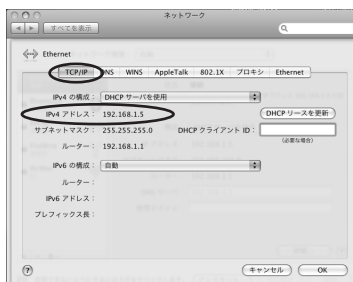 ネットワーク
すべてを表示
Ethernet
TCP/IP DNS WINS AppleTalk 802.1X プロキシ Ethernet
IPv4 の構成： DHCP サーバを使用
IPv4 アドレス： 192.168.1.5 DHCP リースを更新
サブネットマスク： 255.255.255.0 DHCP クライアント ID：
ルーター： 192.168.1.1 (必要な場合)
IPv6 の構成： 自動
ルーター：
IPv6 アドレス：
プレフィックス長：
? キャンセル OK